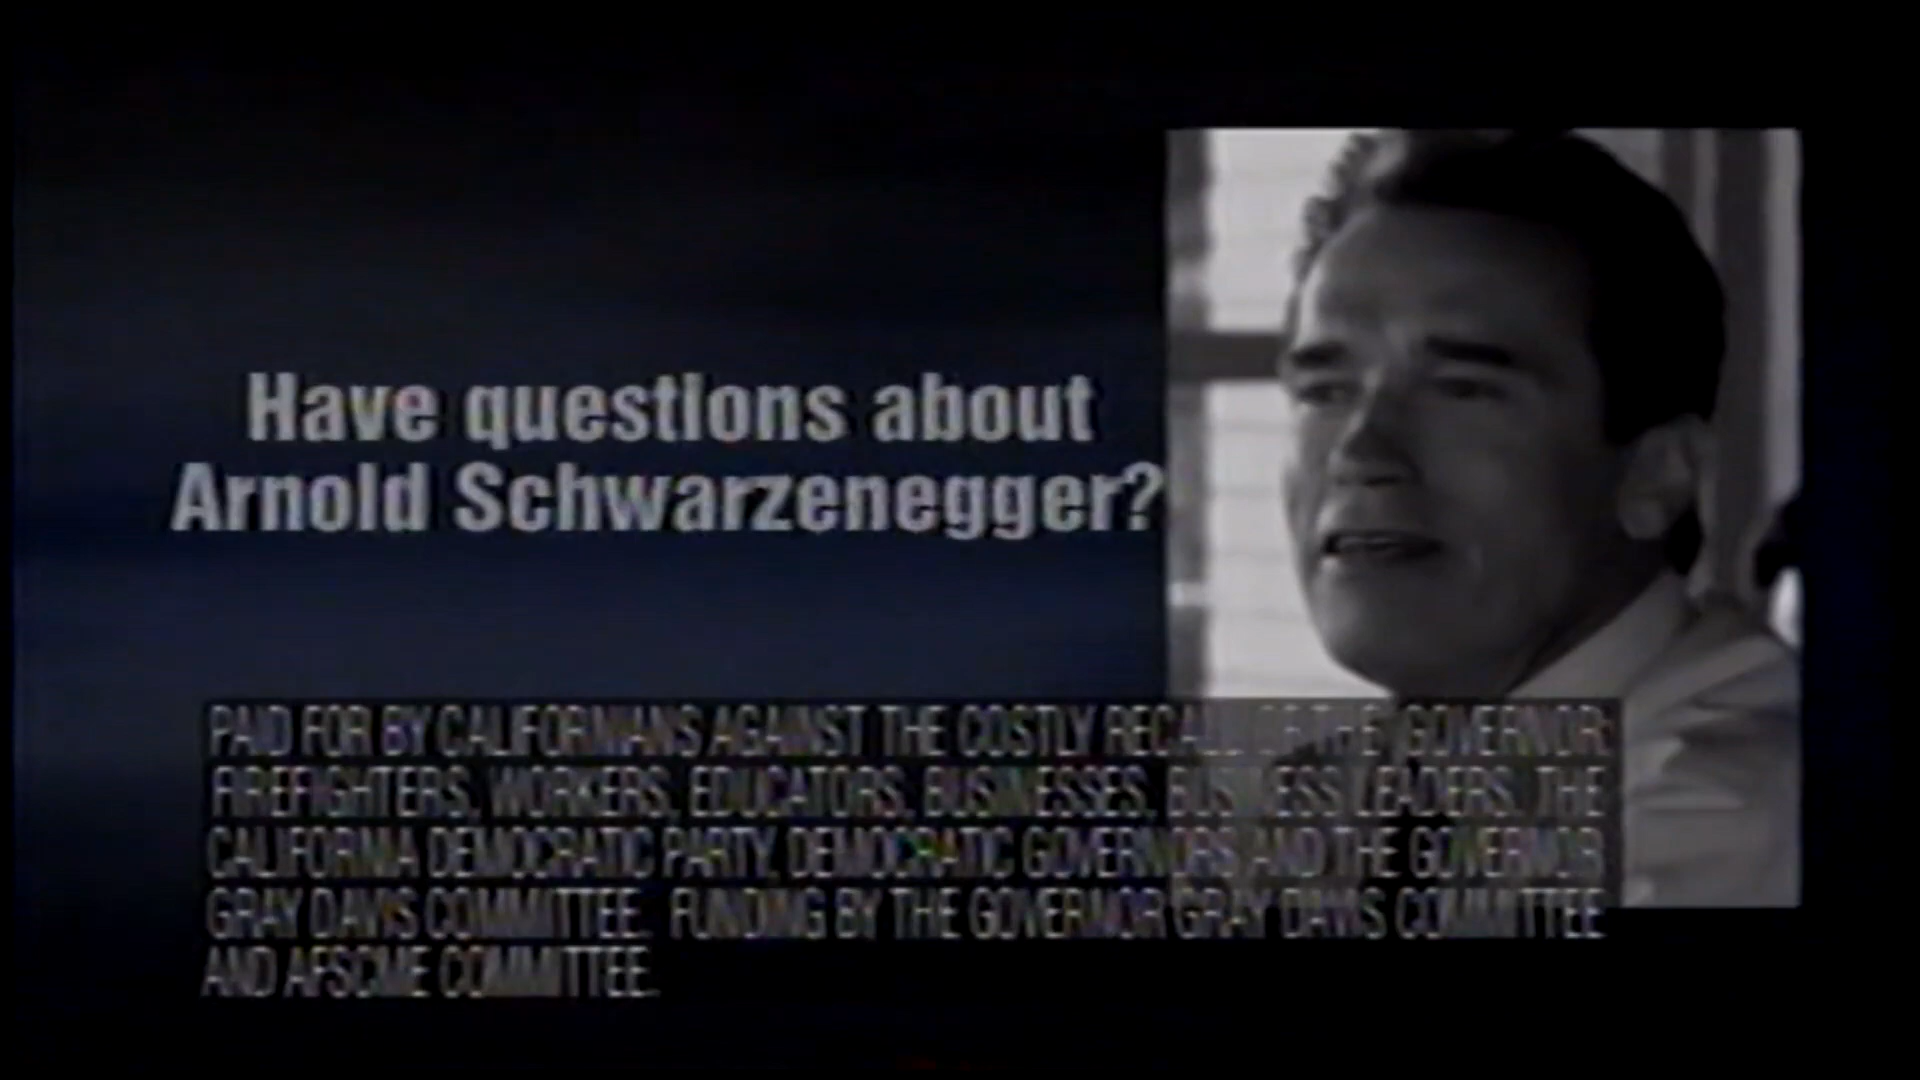 Have questions about
Arnold Schwarzenegger?
PAID FOR BY CALIFORNIANS AGAINST THE COSTLY RECALL OF THE GOVERNOR:
FIREFIGHTERS, WORKERS, EDUCATORS, BUSINESSES, BUSINESS LEADERS, THE
CALIFORNIA DEMOCRATIC PARTY, DEMOCRATIC GOVERNORS AND THE GOVERNOR
GRAY DAVIS COMMITTEE. FUNDING BY THE GOVERNOR GRAY DAVIS COMMITTEE
AND AFSCME COMMITTEE.